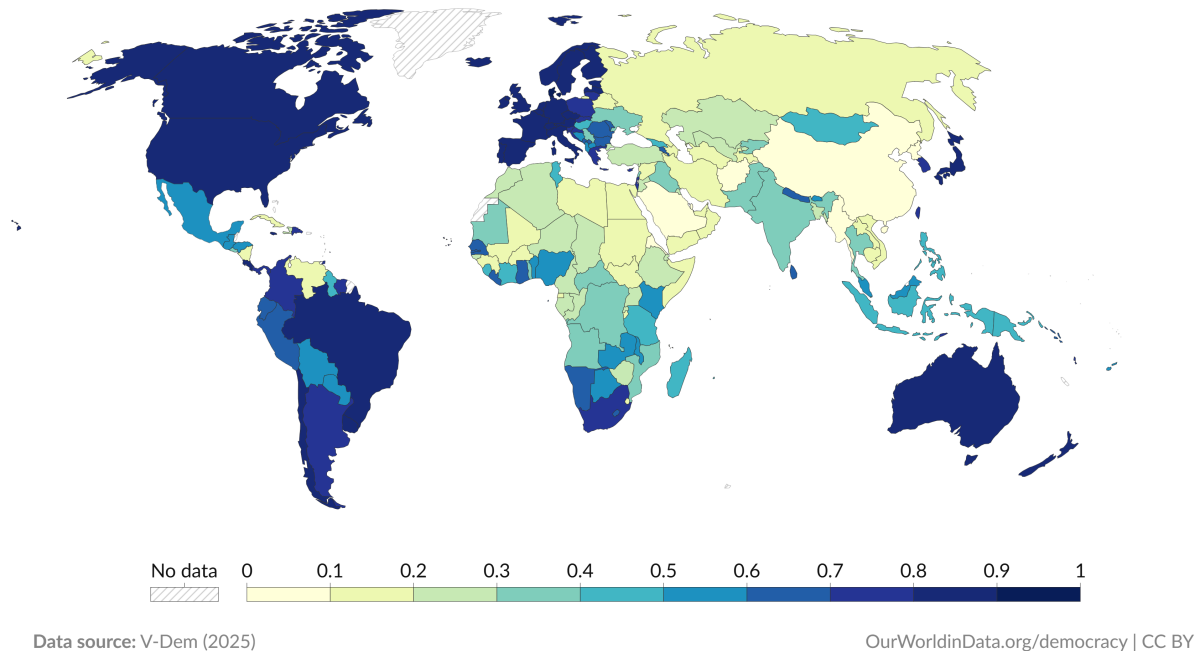 No data 0 0.1 0.2 0.3 0.4 0.5 0.6 0.7 0.8 0.9 1
Data source: V-Dem (2025) OurWorldinData.org/democracy | CC BY